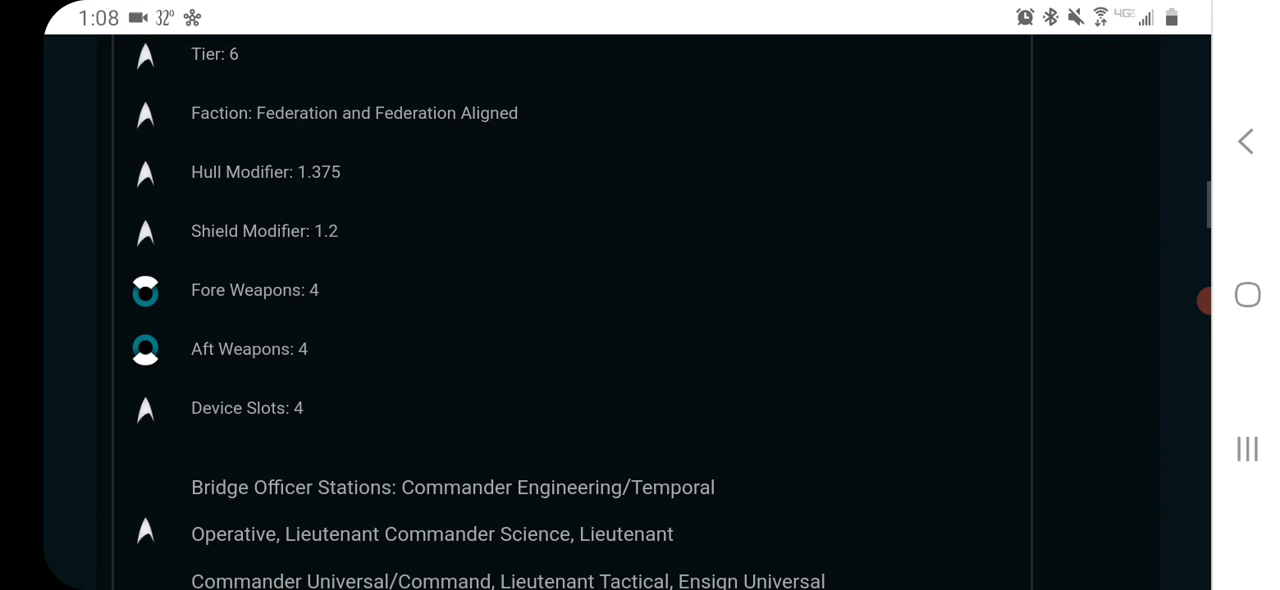 1:08 32°
4GE
Tier: 6
Faction: Federation and Federation Aligned
Hull Modifier: 1.375
Shield Modifier: 1.2
Fore Weapons: 4
Aft Weapons: 4
Device Slots: 4
Bridge Officer Stations: Commander Engineering/Temporal
Operative, Lieutenant Commander Science, Lieutenant
Commander Universal/Command, Lieutenant Tactical, Ensign Universal